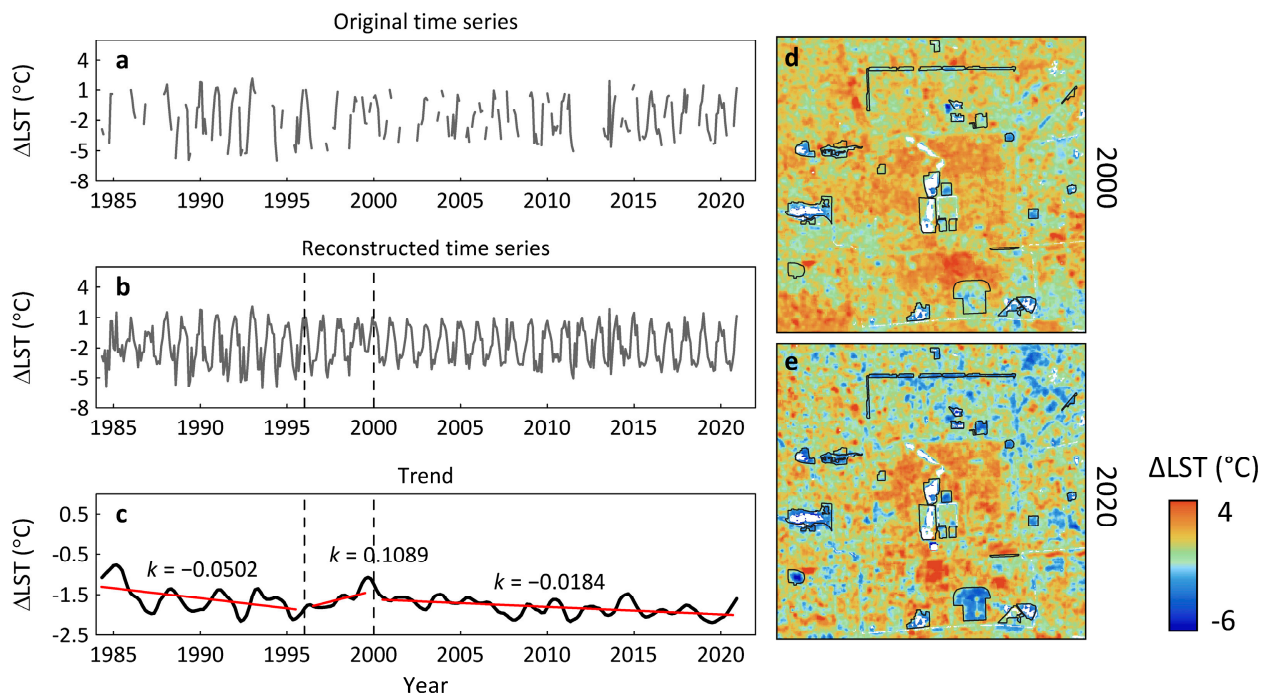 Original time series
a
ΔLST (°C)
4
1
-2
-5
-8
1985 1990 1995 2000 2005 2010 2015 2020
Reconstructed time series
b
ΔLST (°C)
4
1
-2
-5
-8
1985 1990 1995 2000 2005 2010 2015 2020
Trend
c
ΔLST (°C)
0.5
-0.5
-1.5
-2.5
k = −0.0502
k = 0.1089
k = −0.0184
1985 1990 1995 2000 2005 2010 2015 2020
Year
d
2000
e
2020
ΔLST (°C)
4
-6